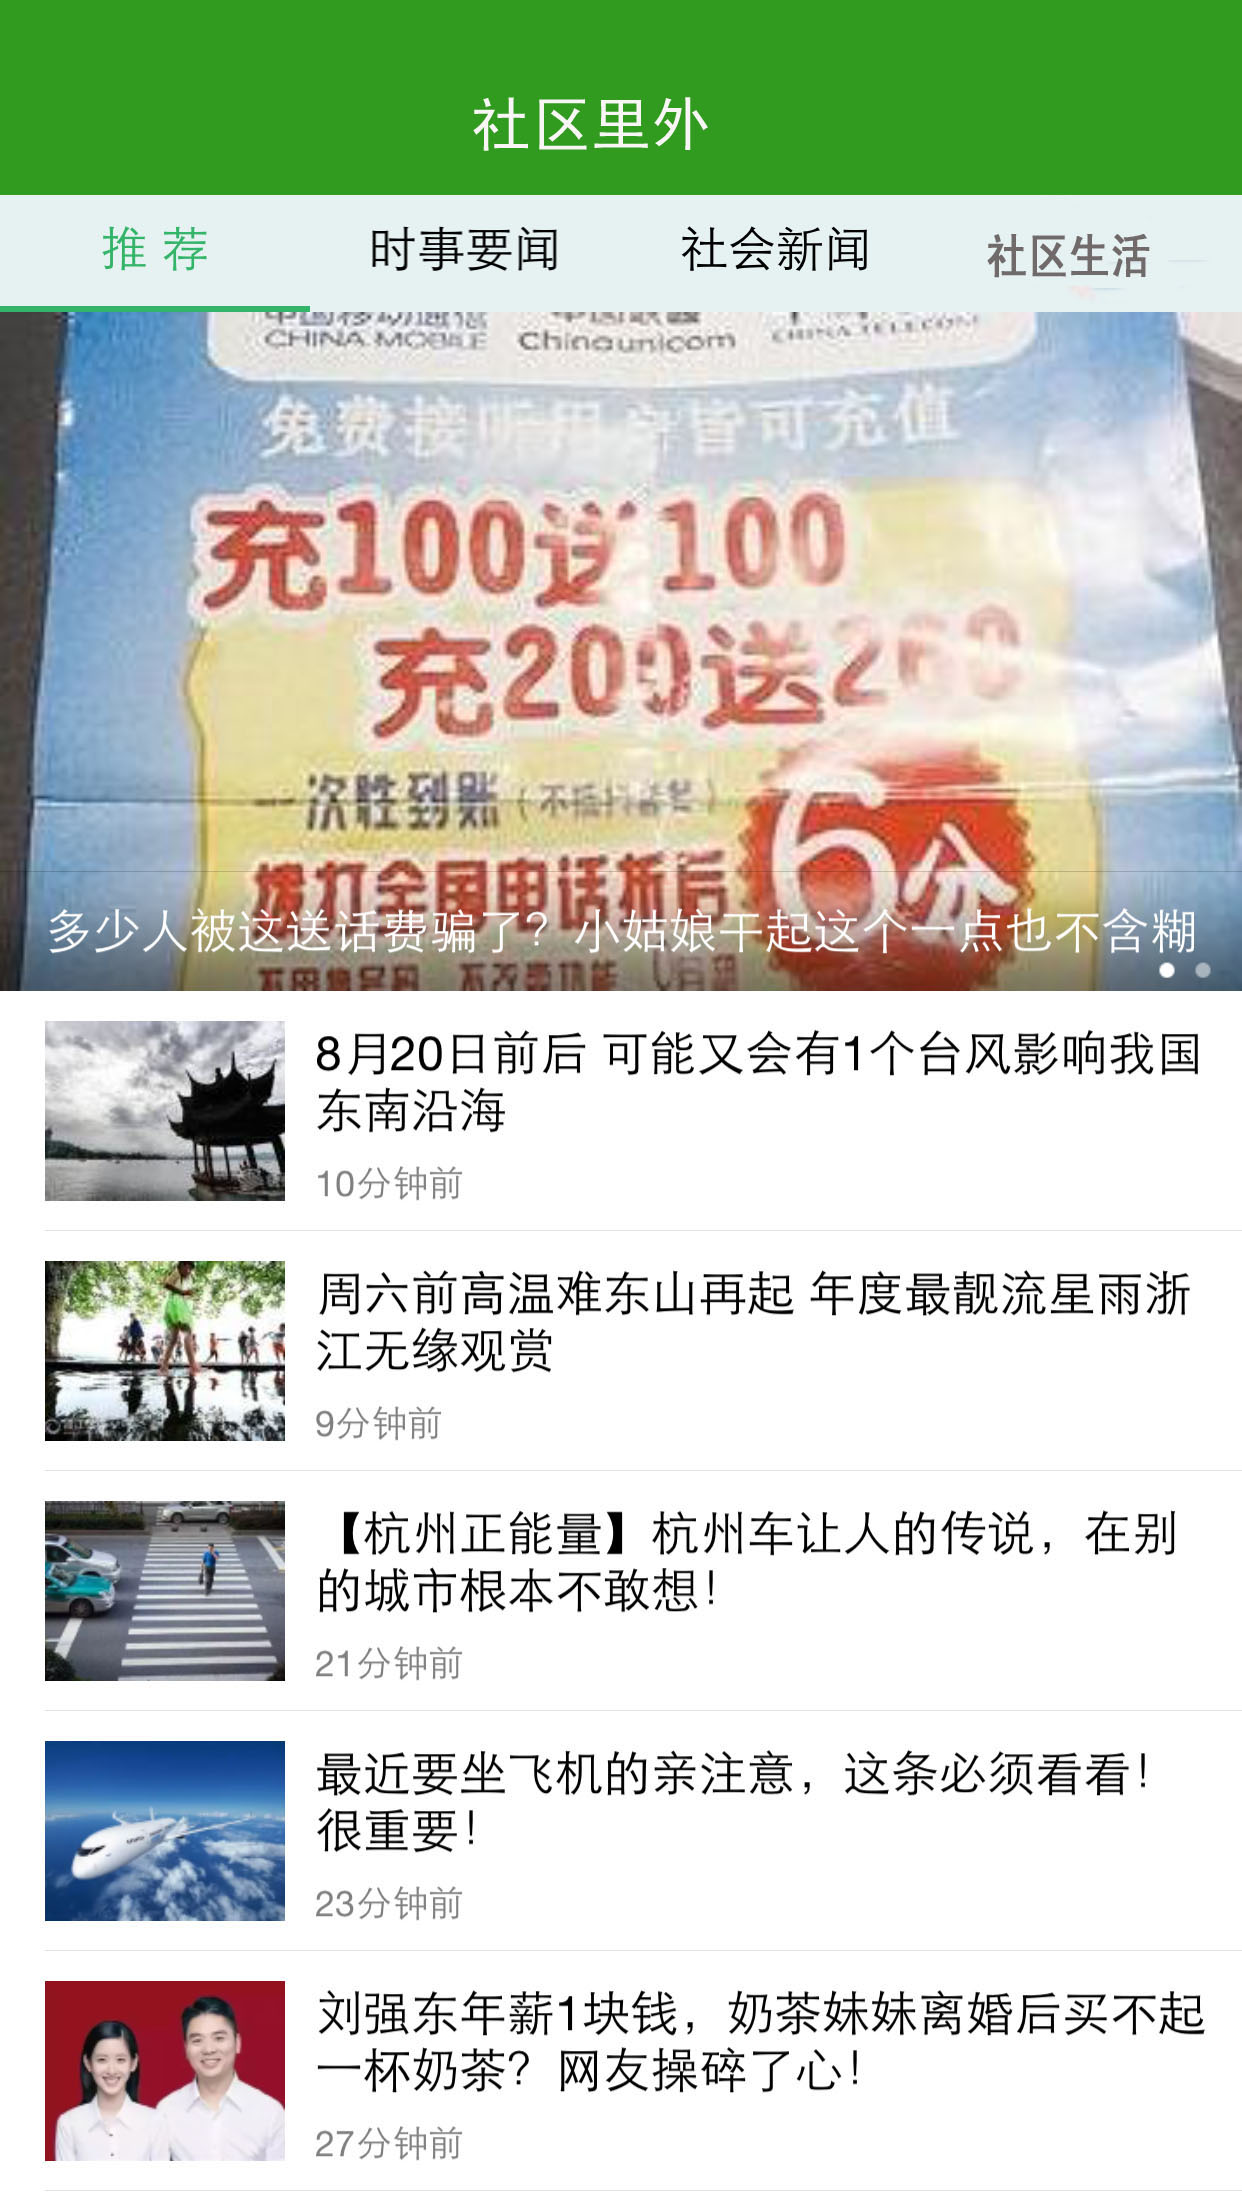 社区里外
推 荐
时事要闻
社会新闻
社区生活
CHINA MOBILE
Chinaunicom
CHINA TELECOM
免费接听用户皆可充值
充100送100
充200送260
一次性到账
6分
拨打全国电话折后
多少人被这送话费骗了？小姑娘干起这个一点也不含糊
8月20日前后 可能又会有1个台风影响我国
东南沿海
10分钟前
周六前高温难东山再起 年度最靓流星雨浙
江无缘观赏
9分钟前
【杭州正能量】杭州车让人的传说，在别
的城市根本不敢想！
21分钟前
最近要坐飞机的亲注意，这条必须看看！
很重要！
23分钟前
刘强东年薪1块钱，奶茶妹妹离婚后买不起
一杯奶茶？网友操碎了心！
27分钟前